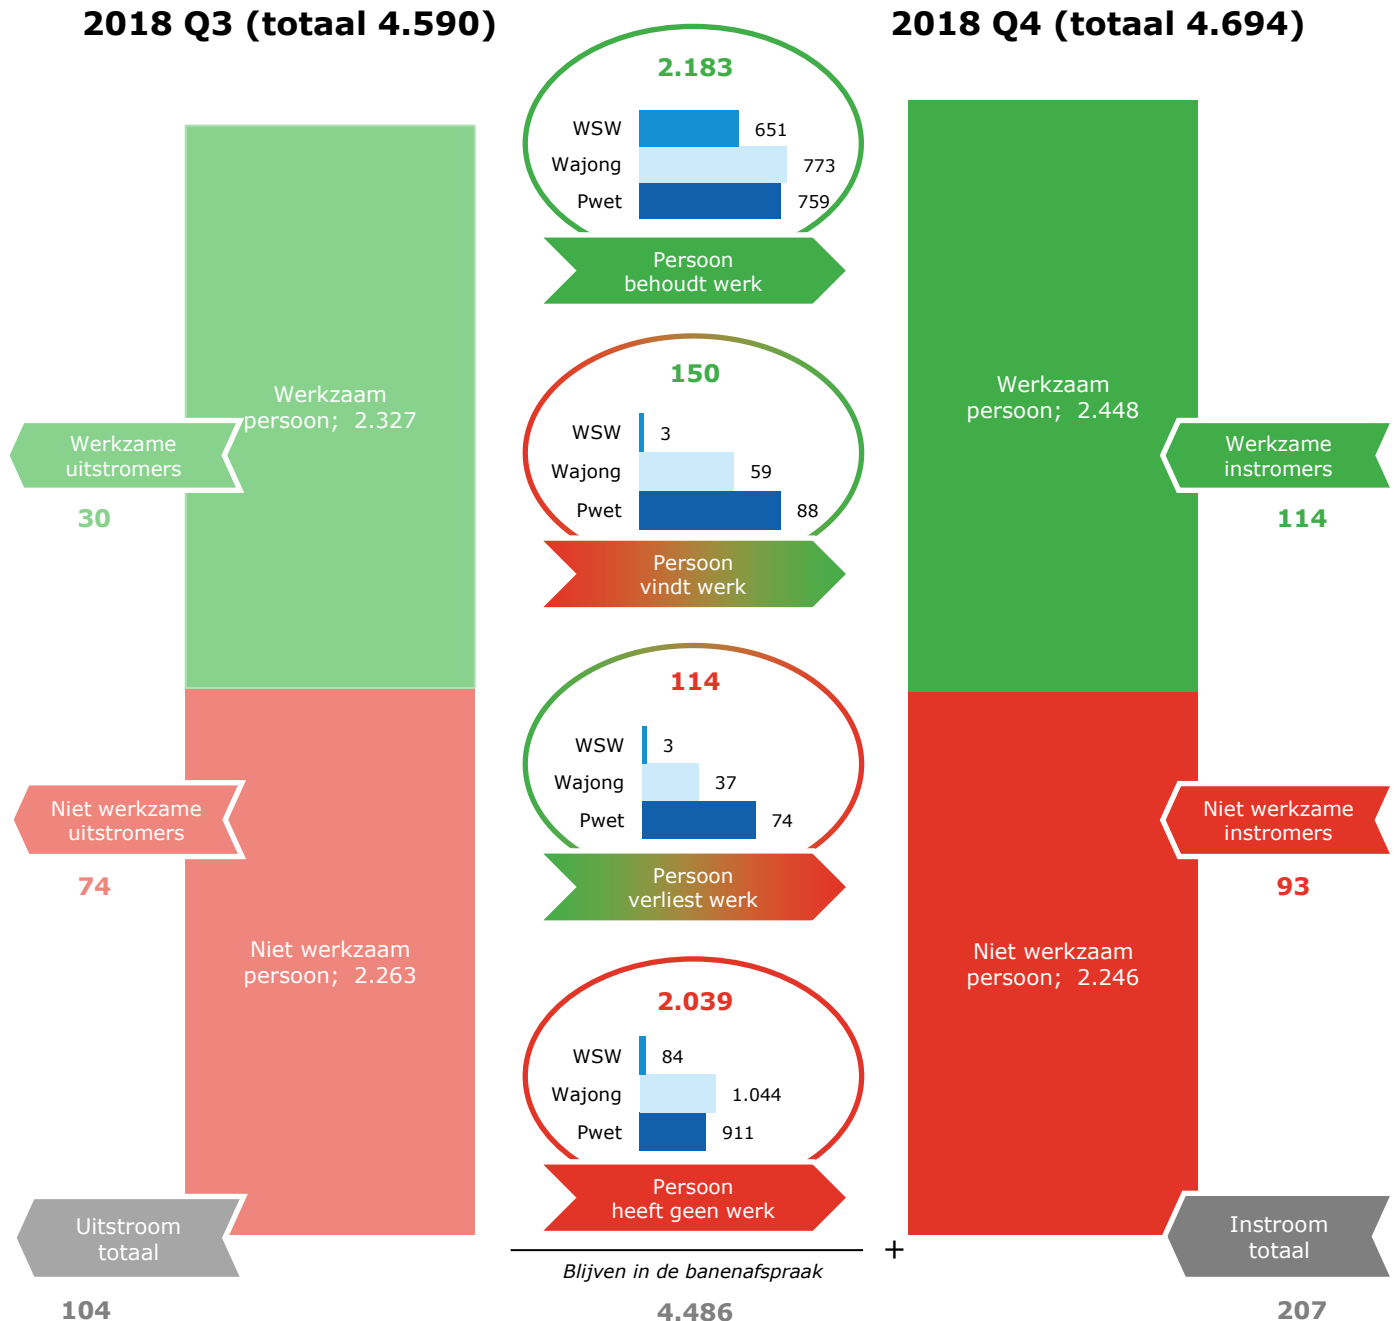 2018 Q3 (totaal 4.590)
2018 Q4 (totaal 4.694)
2.183
WSW 651
Wajong 773
Pwet 759
Persoon
behoudt werk
Werkzaam
persoon; 2.327
Werkzame
uitstromers
30
150
WSW 3
Wajong 59
Pwet 88
Persoon
vindt werk
Werkzaam
persoon; 2.448
Werkzame
instromers
114
114
WSW 3
Wajong 37
Pwet 74
Persoon
verliest werk
Niet werkzame
uitstromers
74
Niet werkzame
instromers
93
Niet werkzaam
persoon; 2.263
2.039
WSW 84
Wajong 1.044
Pwet 911
Persoon
heeft geen werk
Niet werkzaam
persoon; 2.246
Uitstroom
totaal
104
+
Blijven in de banenafspraak
4.486
Instroom
totaal
207